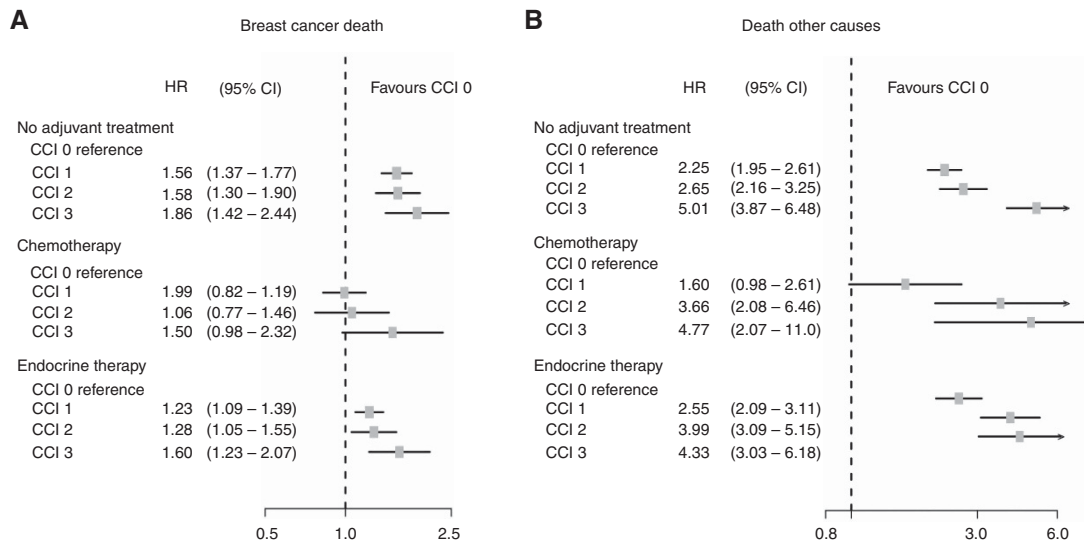 A Breast cancer death
HR (95% CI) Favours CCI 0
No adjuvant treatment
CCI 0 reference
CCI 1 1.56 (1.37 – 1.77)
CCI 2 1.58 (1.30 – 1.90)
CCI 3 1.86 (1.42 – 2.44)
Chemotherapy
CCI 0 reference
CCI 1 1.99 (0.82 – 1.19)
CCI 2 1.06 (0.77 – 1.46)
CCI 3 1.50 (0.98 – 2.32)
Endocrine therapy
CCI 0 reference
CCI 1 1.23 (1.09 – 1.39)
CCI 2 1.28 (1.05 – 1.55)
CCI 3 1.60 (1.23 – 2.07)
0.5 1.0 2.5
B Death other causes
HR (95% CI) Favours CCI 0
No adjuvant treatment
CCI 0 reference
CCI 1 2.25 (1.95 – 2.61)
CCI 2 2.65 (2.16 – 3.25)
CCI 3 5.01 (3.87 – 6.48)
Chemotherapy
CCI 0 reference
CCI 1 1.60 (0.98 – 2.61)
CCI 2 3.66 (2.08 – 6.46)
CCI 3 4.77 (2.07 – 11.0)
Endocrine therapy
CCI 0 reference
CCI 1 2.55 (2.09 – 3.11)
CCI 2 3.99 (3.09 – 5.15)
CCI 3 4.33 (3.03 – 6.18)
0.8 3.0 6.0